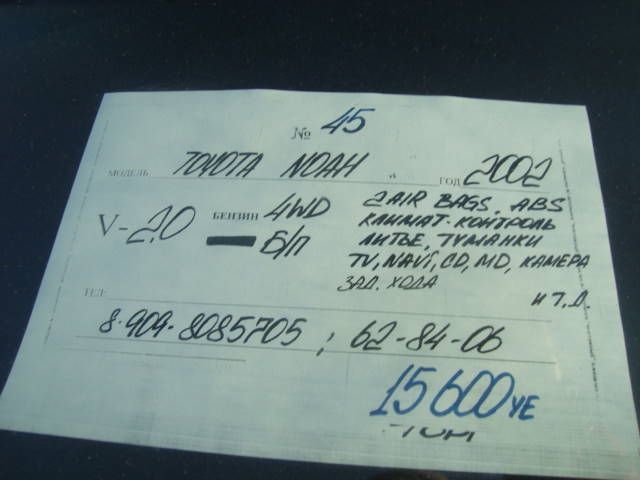 № 45
МОДЕЛЬ TOYOTA NOAH ГОД 2002
V- 2,0 БЕНЗИН 4WD
Б/П
2 AIR BAGS, ABS
КЛИМАТ-КОНТРОЛЬ
ЛИТЬЕ, ТУМАНКИ
TV, NAVI, CD, MD, КАМЕРА
ЗАД. ХОДА
И Т.Д.
ТЕЛ:
8-909-8085705 ; 62-84-06
15 600 УЕ